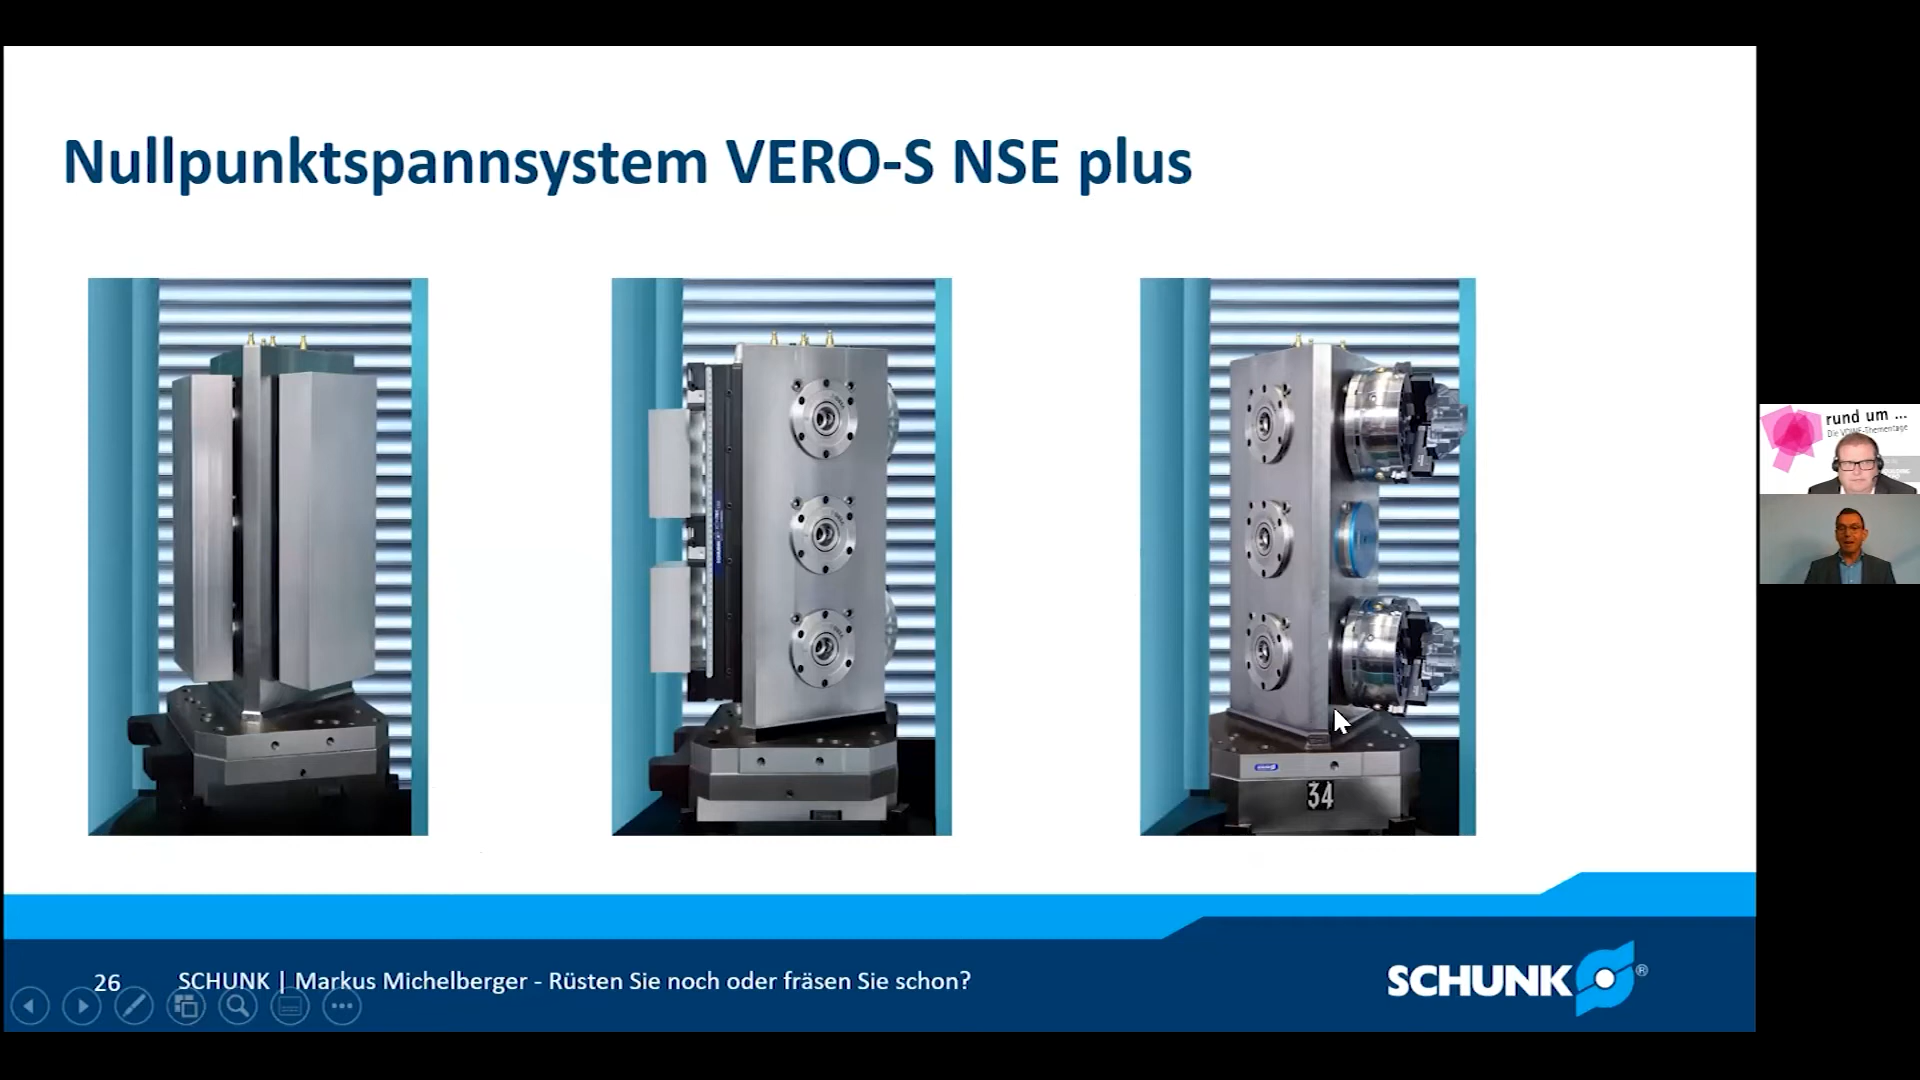 Nullpunktspannsystem VERO-S NSE plus
34
26
SCHUNK | Markus Michelberger - Rüsten Sie noch oder fräsen Sie schon?
SCHUNK ®
rund um ...
Die VDWF-Thementage